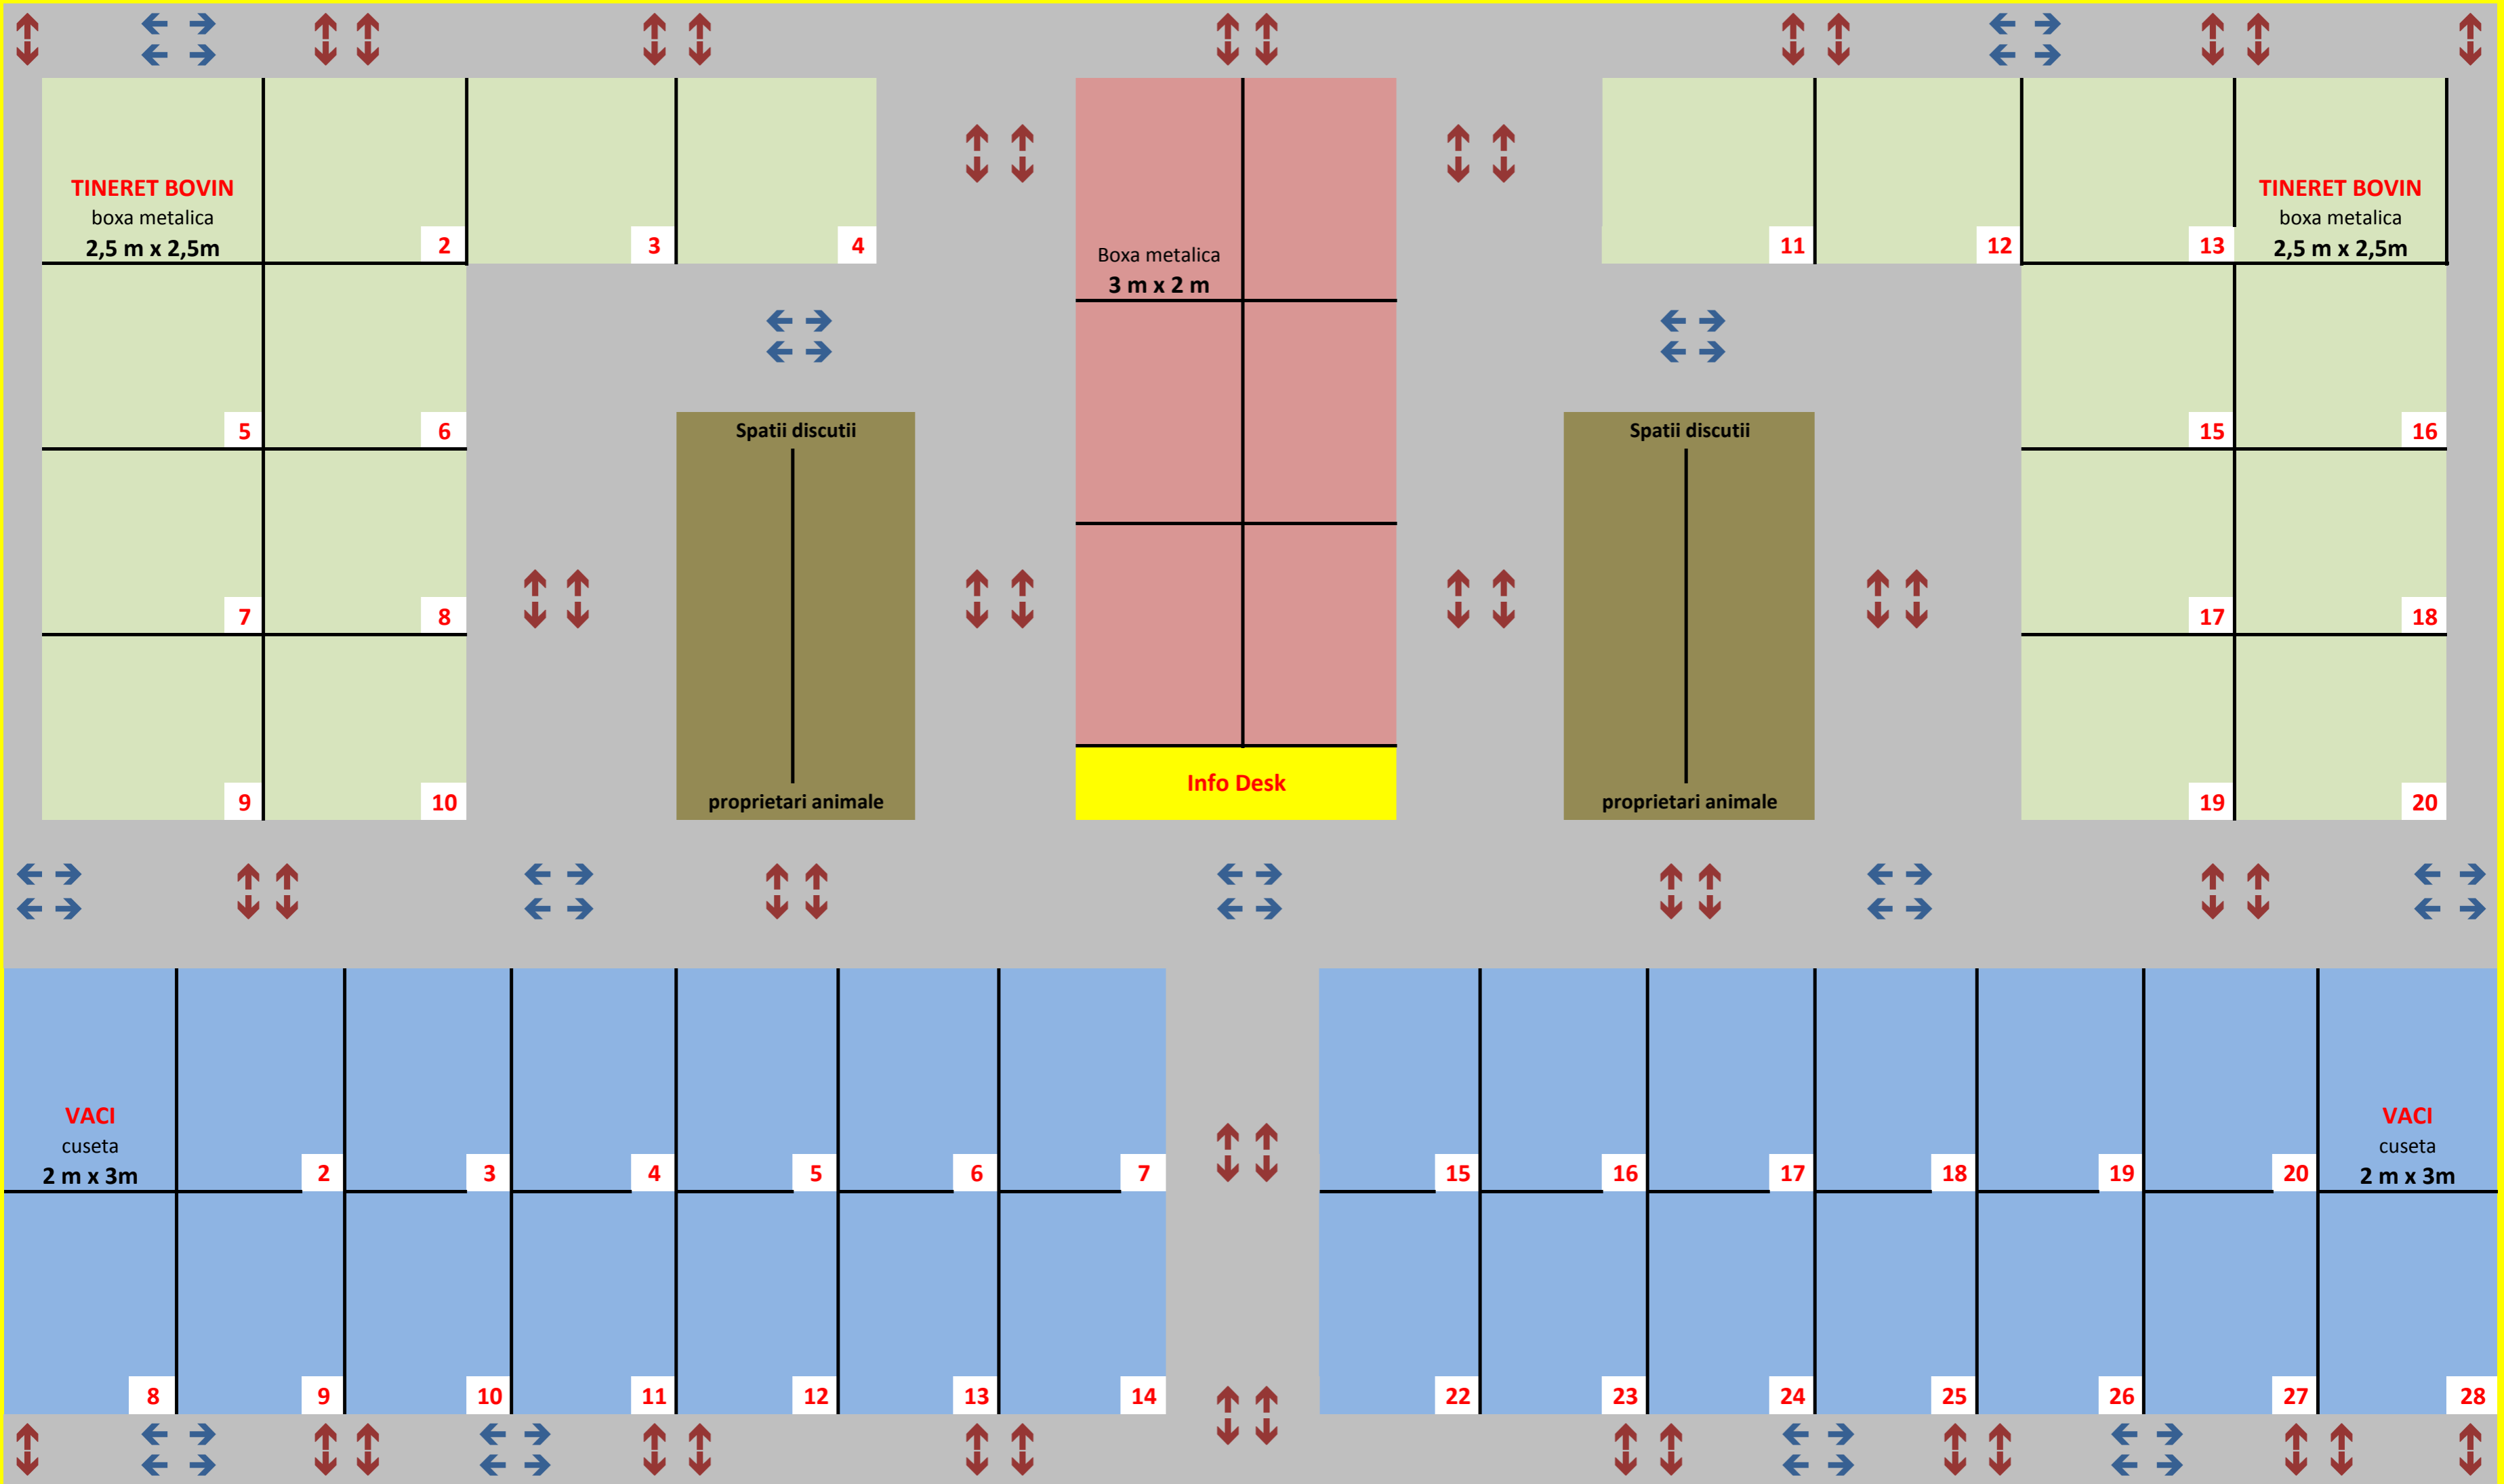 TINERET BOVIN
boxa metalica
2,5 m x 2,5m
2
3
4
Boxa metalica
3 m x 2 m
11
12
13
TINERET BOVIN
boxa metalica
2,5 m x 2,5m
5
6
Spatii discutii
Spatii discutii
15
16
7
8
17
18
9
10
proprietari animale
Info Desk
proprietari animale
19
20
VACI
cuseta
2 m x 3m
2
3
4
5
6
7
15
16
17
18
19
20
VACI
cuseta
2 m x 3m
8
9
10
11
12
13
14
22
23
24
25
26
27
28